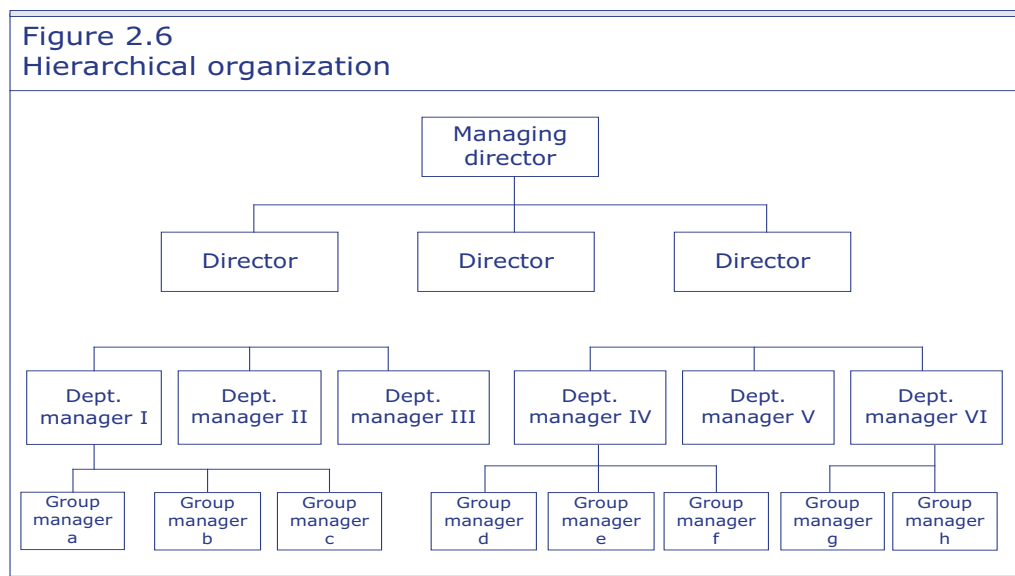 Figure 2.6
Hierarchical organization
Managing
director
Director
Director
Director
Dept.
manager I
Dept.
manager II
Dept.
manager III
Dept.
manager IV
Dept.
manager V
Dept.
manager VI
Group
manager
a
Group
manager
b
Group
manager
c
Group
manager
d
Group
manager
e
Group
manager
f
Group
manager
g
Group
manager
h